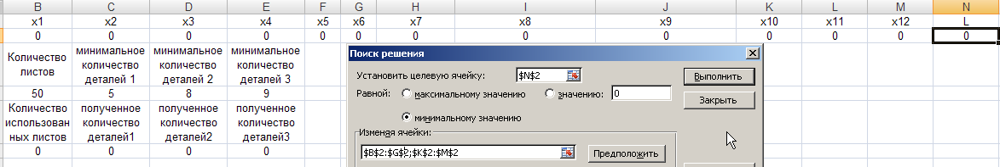 B C D E F G H I J K L M N
x1 x2 x3 x4 x5 x6 x7 x8 x9 x10 x11 x12 L
0 0 0 0 0 0 0 0 0 0 0 0 0
Количество листов
минимальное количество деталей 1
минимальное количество деталей 2
минимальное количество деталей 3
50 5 8 9
Количество использован ных листов
полученное количество деталей1
полученное количество деталей2
полученное количество деталей3
0 0 0 0
Поиск решения
Установить целевую ячейку: $N$2
Выполнить
Равной: максимальному значению значению: 0
Закрыть
минимальному значению
Изменяя ячейки:
$B$2:$G$2;$K$2:$M$2
Предположить